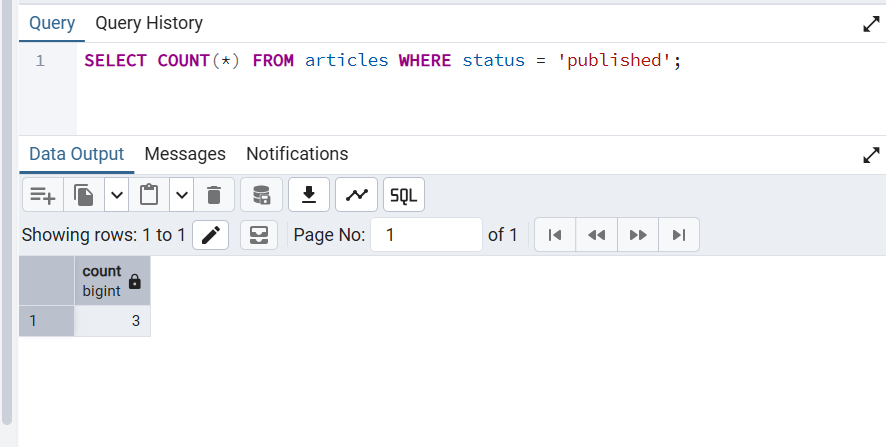 Query Query History
1 SELECT COUNT(*) FROM articles WHERE status = 'published';
Data Output Messages Notifications
SQL
Showing rows: 1 to 1 Page No: 1 of 1
count
bigint
1 3